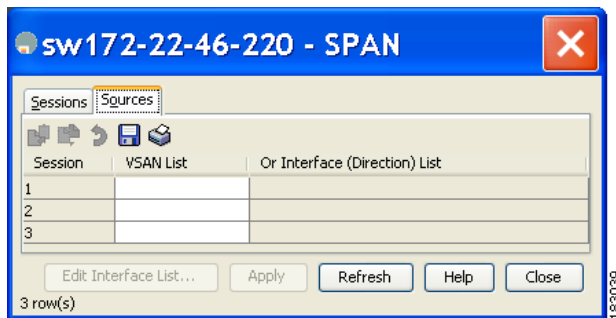 sw172-22-46-220 - SPAN
Sessions Sources
Session VSAN List Or Interface (Direction) List
1
2
3
Edit Interface List... Apply Refresh Help Close
3 row(s)